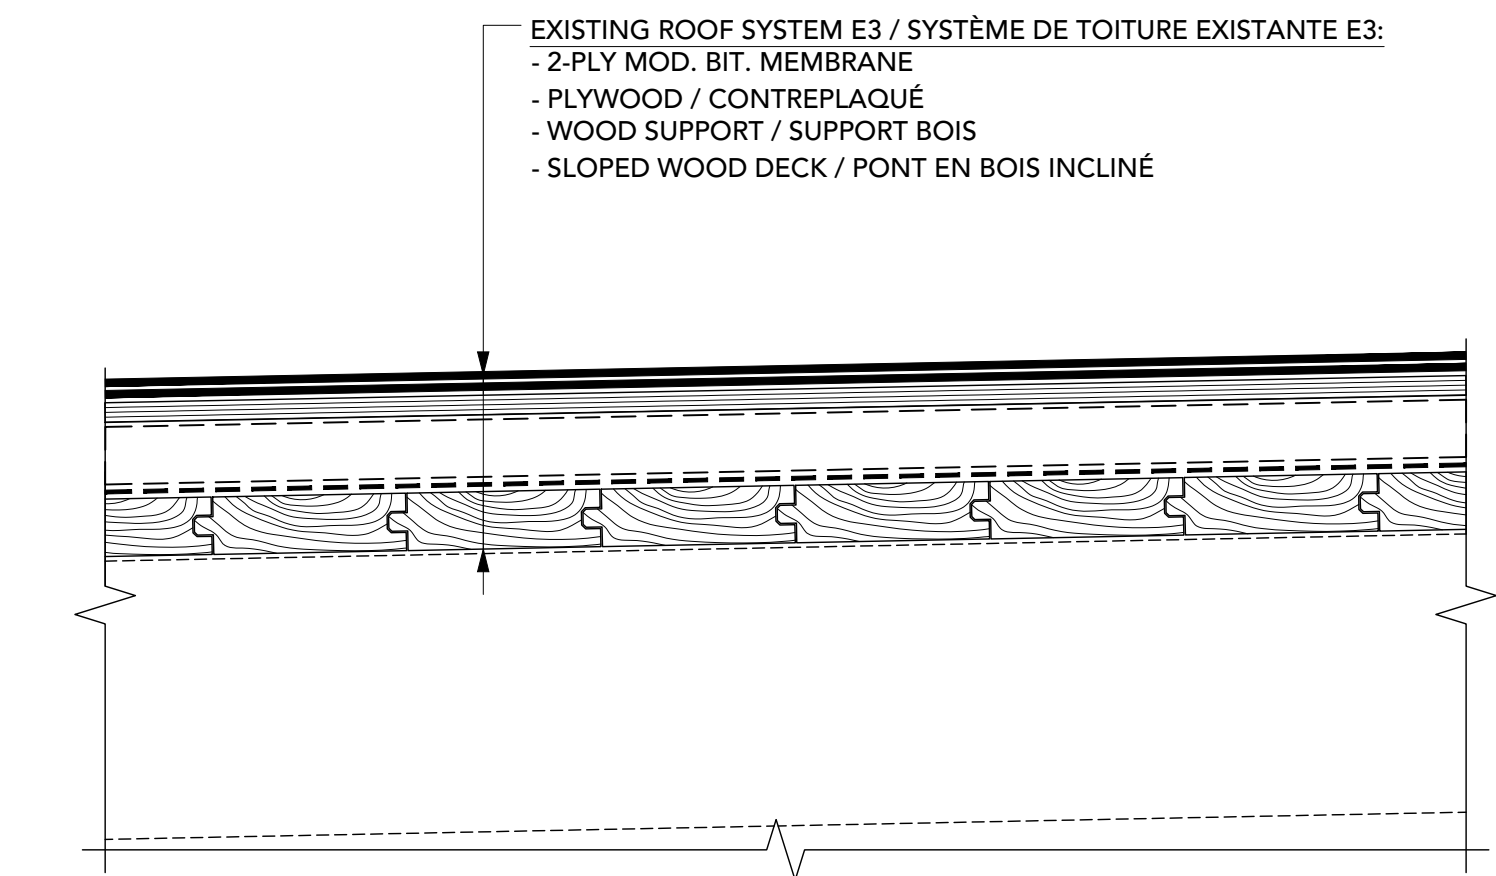 EXISTING ROOF SYSTEM E3 / SYSTÈME DE TOITURE EXISTANTE E3:
- 2-PLY MOD. BIT. MEMBRANE
- PLYWOOD / CONTREPLAQUÉ
- WOOD SUPPORT / SUPPORT BOIS
- SLOPED WOOD DECK / PONT EN BOIS INCLINÉ